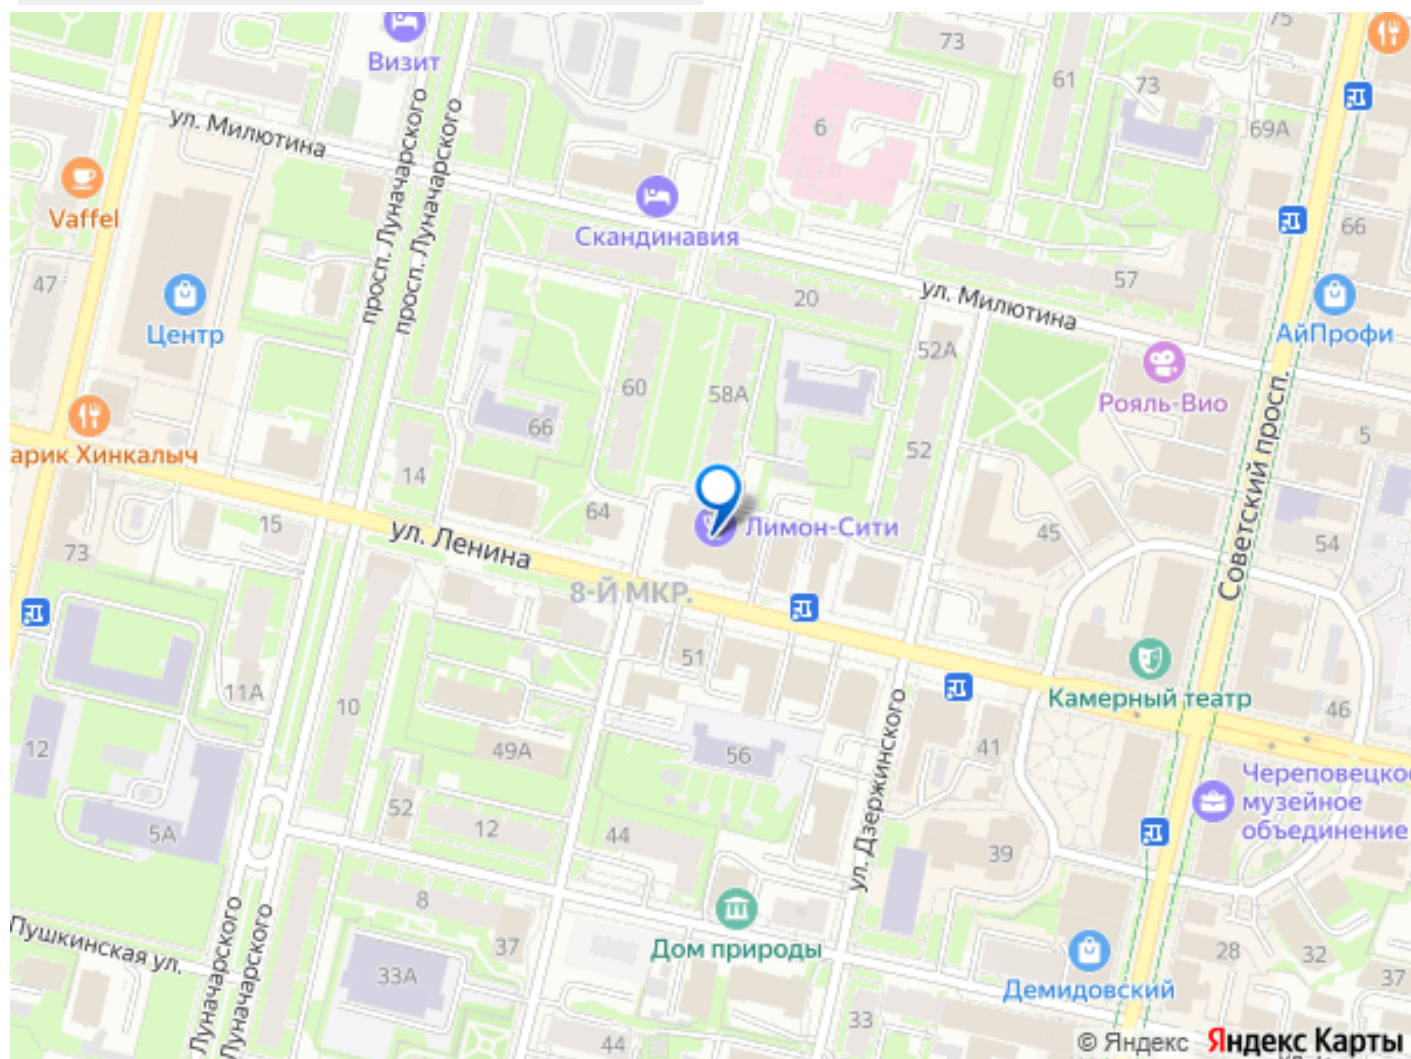 Визит
73
75
61
73
ул. Милютина
просп. Луначарского
просп. Луначарского
6
69А
Vaffel
Скандинавия
66
47
57
20
ул. Милютина
Центр
АйПрофи
52А
60
58А
Рояль-Вио
66
5
арик Хинкалыч
52
14
Советский просп.
64
15
ул. Ленина
Лимон-Сити
45
54
73
8-Й МКР.
51
11А
10
Камерный театр
46
12
49А
56
ул. Дзержинского
41
Череповецкое
музейное
объединение
52
12
5А
44
39
8
Луначарского
Луначарского
Пушкинская ул.
37
Дом природы
28
32
33А
37
Демидовский
33
© Яндекс Яндекс Карты